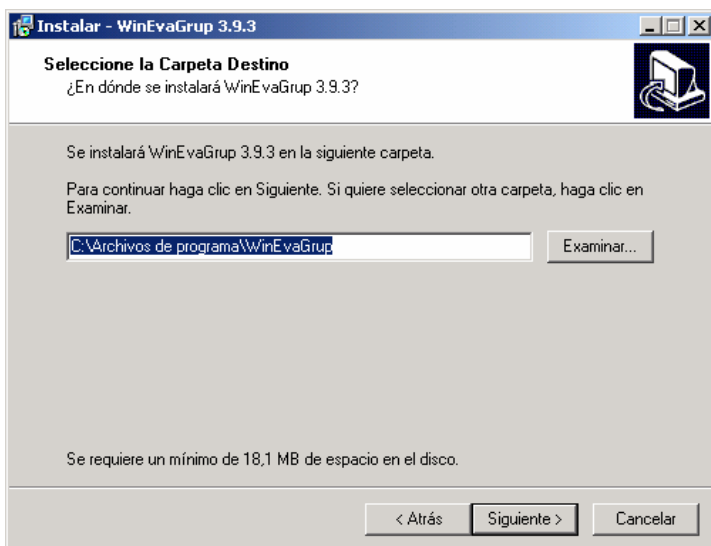 Instalar - WinEvaGrup 3.9.3
Seleccione la Carpeta Destino
¿En dónde se instalará WinEvaGrup 3.9.3?
Se instalará WinEvaGrup 3.9.3 en la siguiente carpeta.
Para continuar haga clic en Siguiente. Si quiere seleccionar otra carpeta, haga clic en
Examinar.
C:\Archivos de programa\WinEvaGrup
Examinar...
Se requiere un mínimo de 18,1 MB de espacio en el disco.
< Atrás
Siguiente >
Cancelar